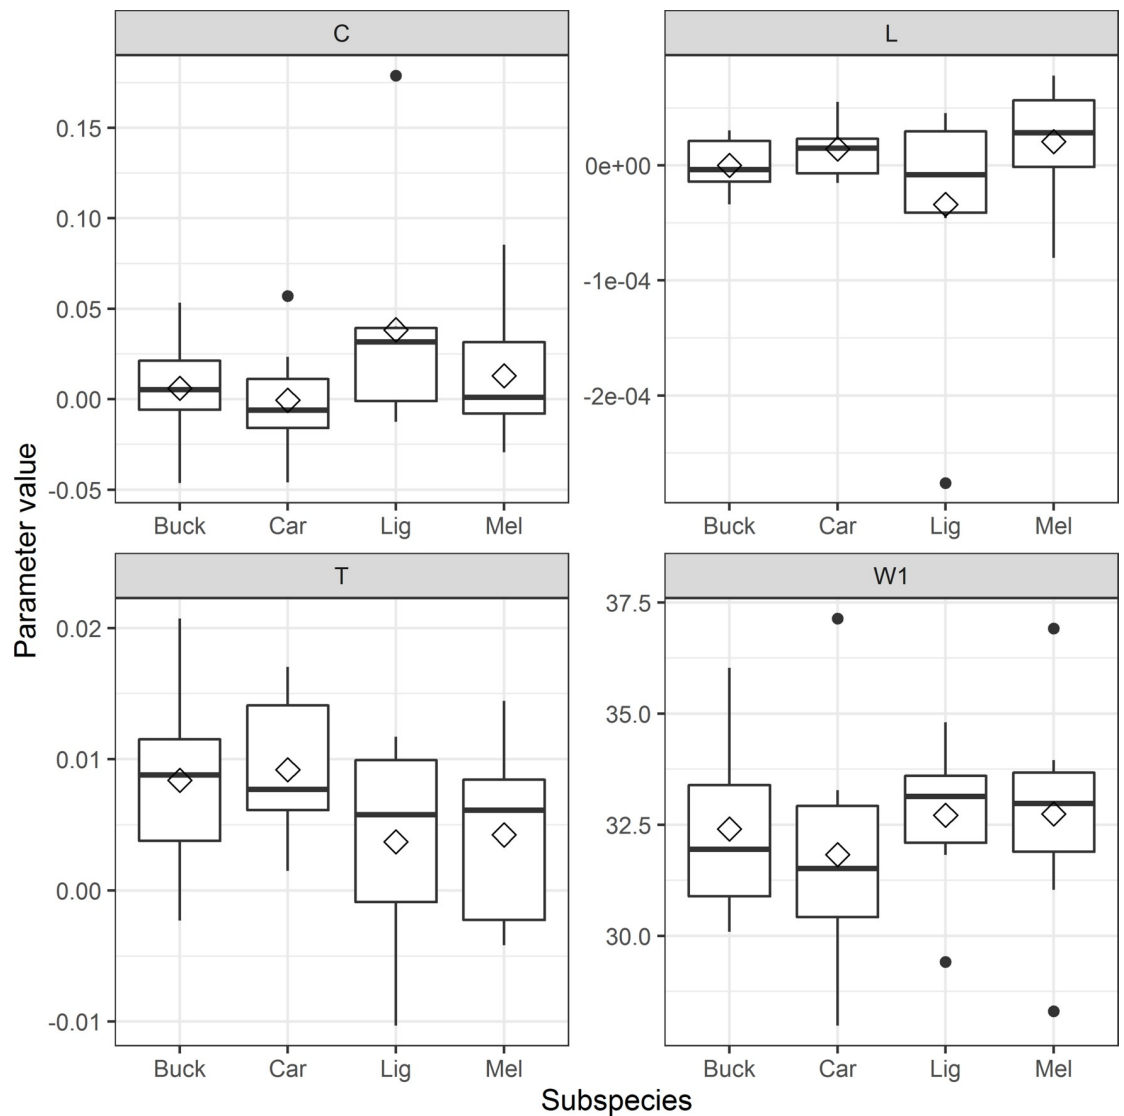 C
L
0.15
0.10
0.05
0.00
-0.05
0e+00
-1e-04
-2e-04
Buck Car Lig Mel
Buck Car Lig Mel
Parameter value
T
W1
0.02
0.01
0.00
-0.01
37.5
35.0
32.5
30.0
Buck Car Lig Mel
Buck Car Lig Mel
Subspecies